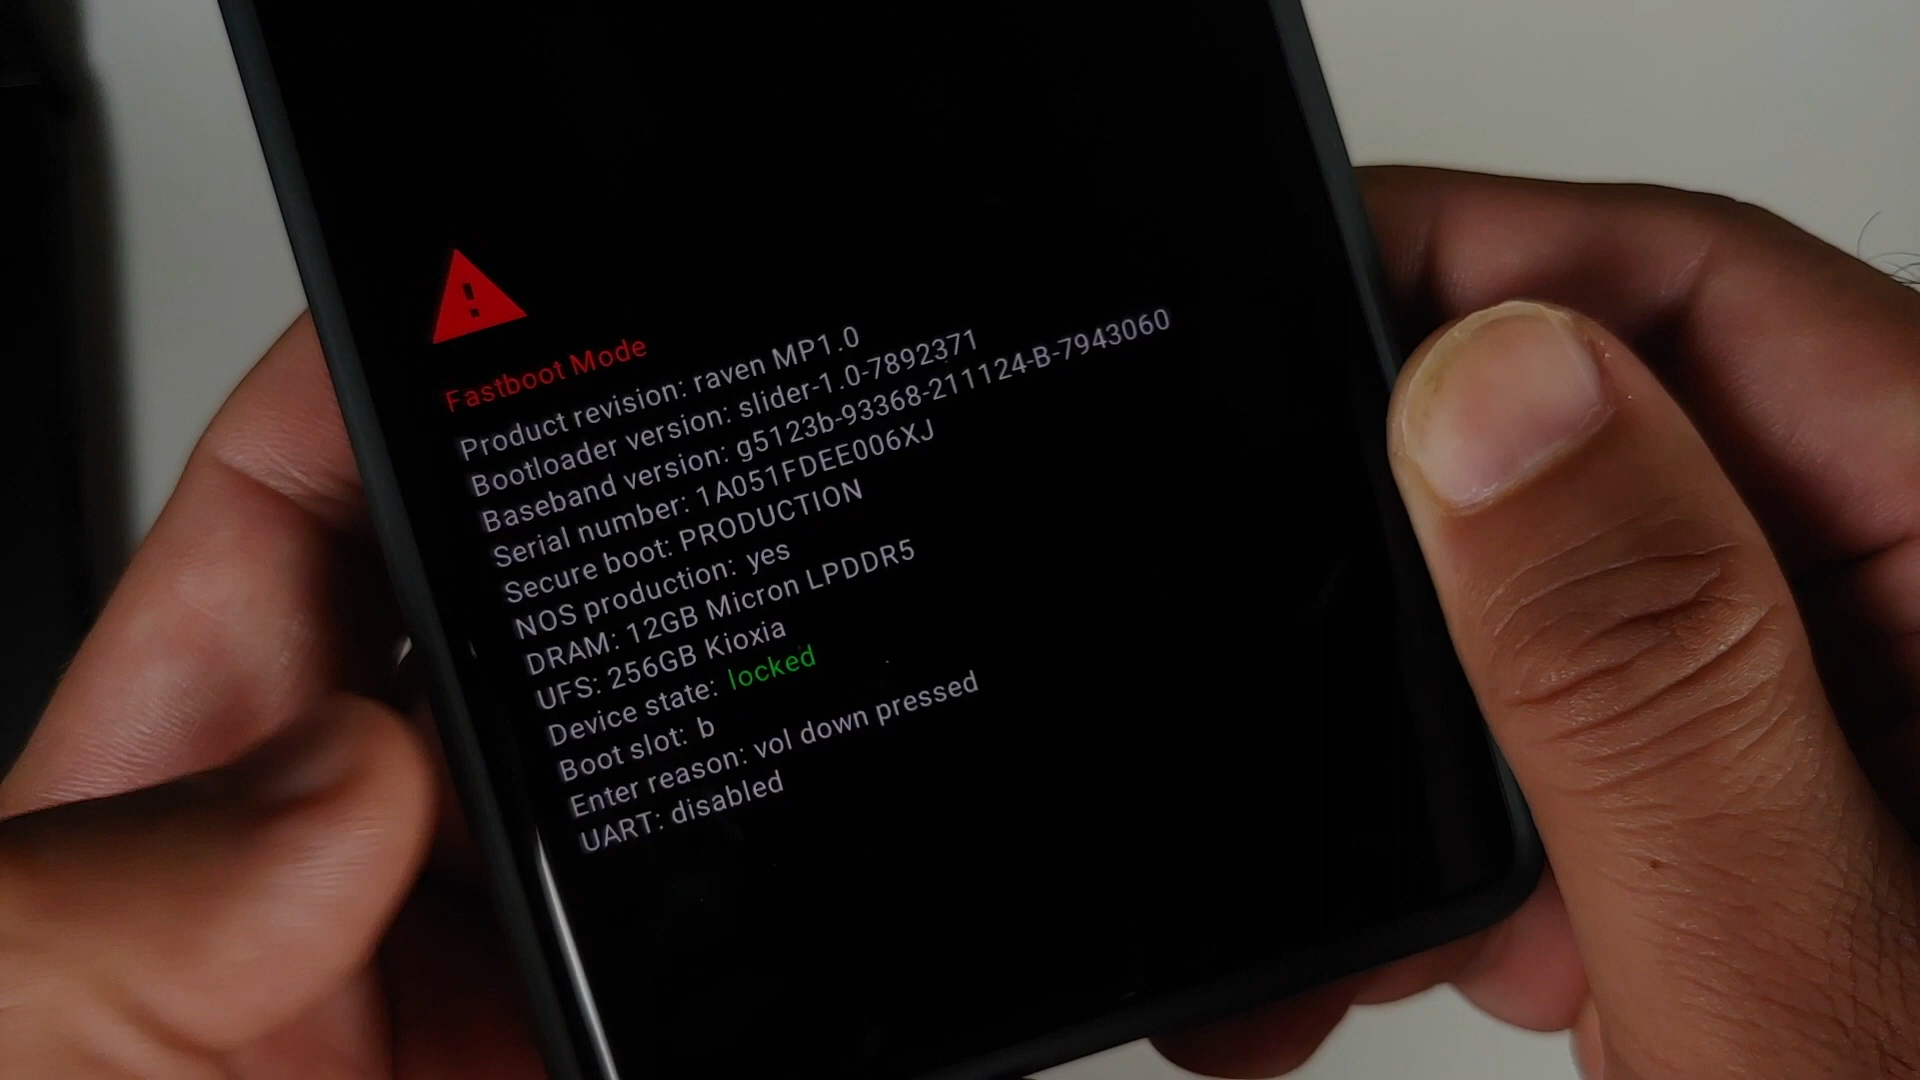 Fastboot Mode
Product revision: raven MP1.0
Bootloader version: slider-1.0-7892371
Baseband version: g5123b-93368-211124-B-7943060
Serial number: 1A051FDEE006XJ
Secure boot: PRODUCTION
NOS production: yes
DRAM: 12GB Micron LPDDR5
UFS: 256GB Kioxia
Device state: locked
Boot slot: b
Enter reason: vol down pressed
UART: disabled